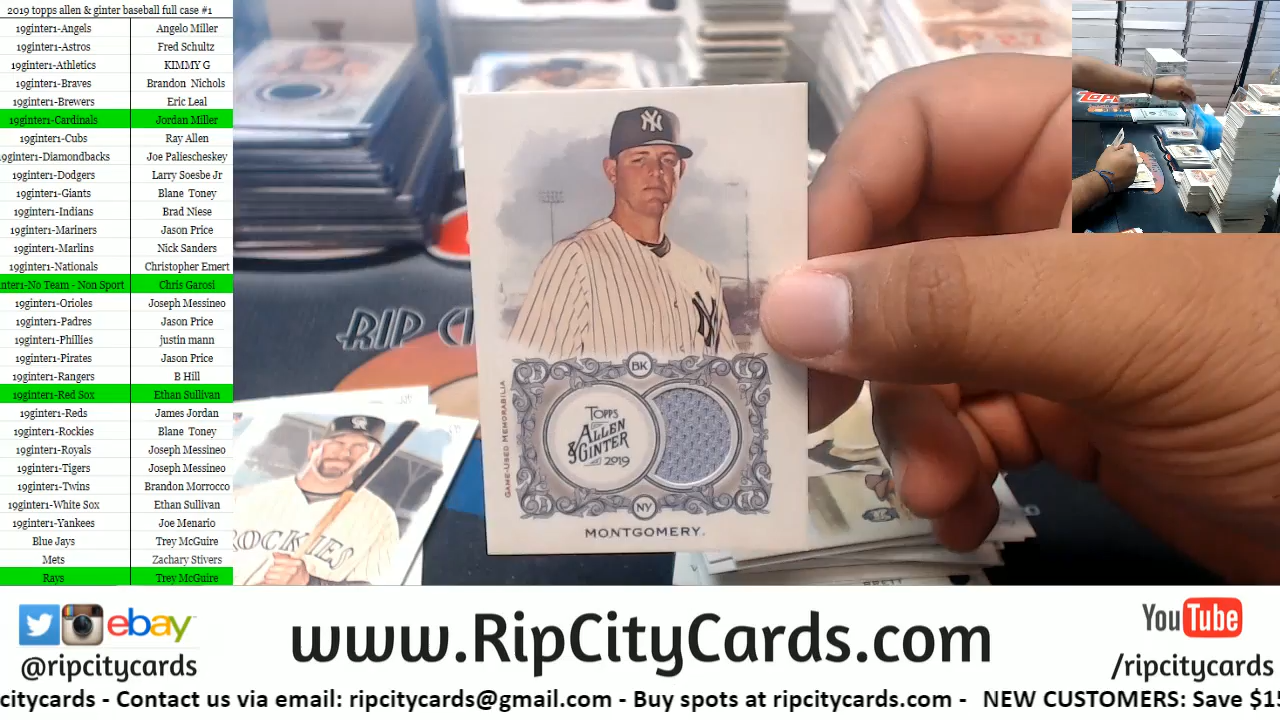 2019 topps allen & ginter baseball full case #1
19ginter1-Angels Angelo Miller
19ginter1-Astros Fred Schultz
19ginter1-Athletics KIMMY G
19ginter1-Braves Brandon Nichols
19ginter1-Brewers Eric Leal
19ginter1-Cardinals Jordan Miller
19ginter1-Cubs Ray Allen
9ginter1-Diamondbacks Joe Paliescheskey
19ginter1-Dodgers Larry Soesbe Jr
19ginter1-Giants Blane Toney
19ginter1-Indians Brad Niese
19ginter1-Mariners Jason Price
19ginter1-Marlins Nick Sanders
19ginter1-Nationals Christopher Emert
inter1-No Team - Non Sport Chris Garosi
19ginter1-Orioles Joseph Messineo
19ginter1-Padres Jason Price
19ginter1-Phillies justin mann
19ginter1-Pirates Jason Price
19ginter1-Rangers B Hill
19ginter1-Red Sox Ethan Sullivan
19ginter1-Reds James Jordan
19ginter1-Rockies Blane Toney
19ginter1-Royals Joseph Messineo
19ginter1-Tigers Joseph Messineo
19ginter1-Twins Brandon Morrocco
19ginter1-White Sox Ethan Sullivan
19ginter1-Yankees Joe Menario
Blue Jays Trey McGuire
Mets Zachary Stivers
Rays Trey McGuire
NY
RIP CI
BK
GAME-USED MEMORABILIA
TOPPS
ALLEN
& GINTER
2019
NY
MONTGOMERY
ROCKIES
BRETT
ebay
@ripcitycards
www.RipCityCards.com
YouTube
/ripcitycards
citycards - Contact us via email: ripcitycards@gmail.com - Buy spots at ripcitycards.com - NEW CUSTOMERS: Save $15